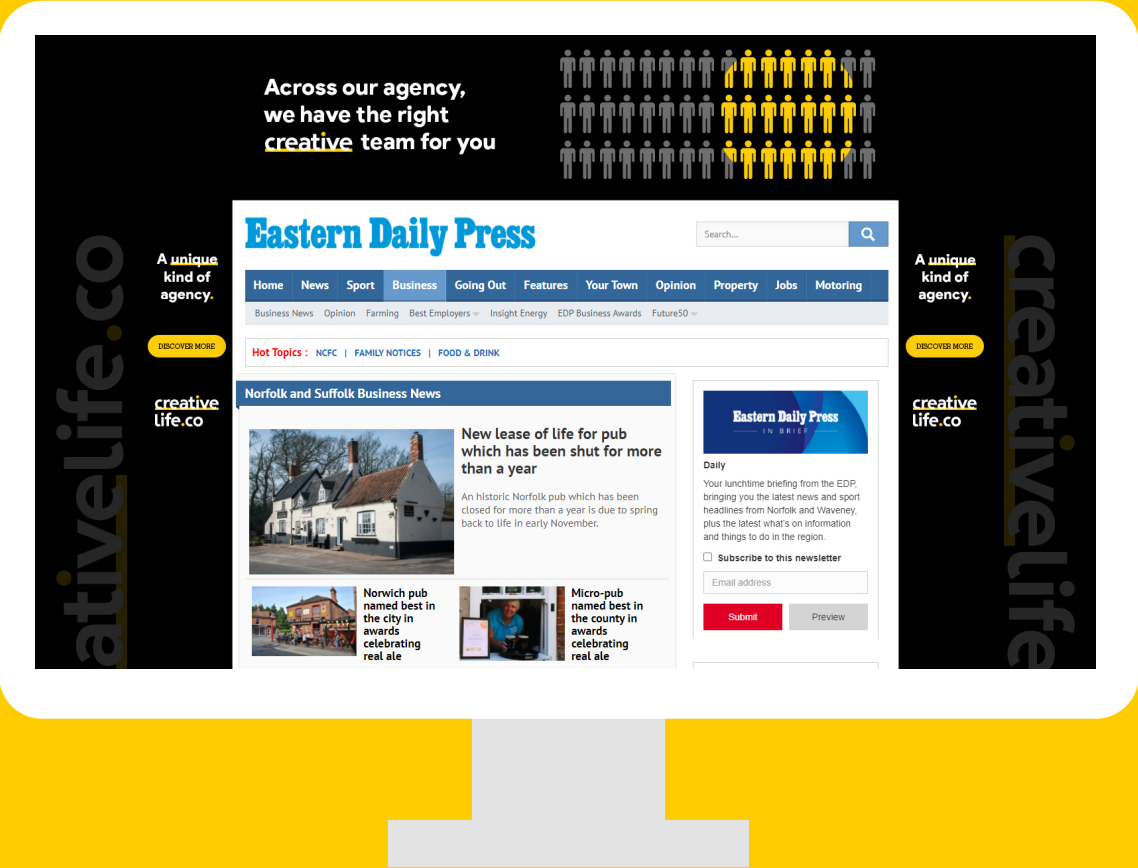 Across our agency,
we have the right
creative team for you
Eastern Daily Press
Search...
Home News Sport Business Going Out Features Your Town Opinion Property Jobs Motoring
Business News Opinion Farming Best Employers Insight Energy EDP Business Awards Future50
Hot Topics : NCFC | FAMILY NOTICES | FOOD & DRINK
A unique
kind of
agency.
DISCOVER MORE
creative
life.co
ativelife.co
Norfolk and Suffolk Business News
New lease of life for pub
which has been shut for more
than a year
An historic Norfolk pub which has been
closed for more than a year is due to spring
back to life in early November.
Norwich pub
named best in
the city in
awards
celebrating
real ale
Micro-pub
named best in
the county in
awards
celebrating
real ale
Eastern Daily Press
IN BRIEF
Daily
Your lunchtime briefing from the EDP,
bringing you the latest news and sport
headlines from Norfolk and Waveney,
plus the latest what's on information
and things to do in the region.
Subscribe to this newsletter
Email address
Submit Preview
A unique
kind of
agency.
DISCOVER MORE
creative
life.co
creativelife